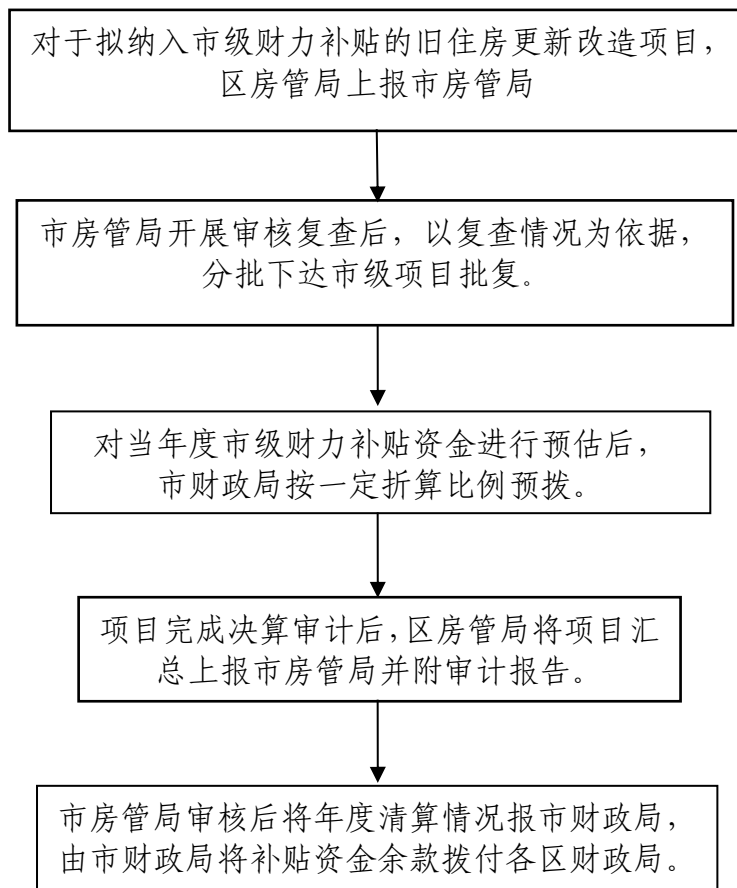 对于拟纳入市级财力补贴的旧住房更新改造项目，
区房管局上报市房管局
市房管局开展审核复查后，以复查情况为依据，
分批下达市级项目批复。
对当年度市级财力补贴资金进行预估后，
市财政局按一定折算比例预拨。
项目完成决算审计后，区房管局将项目汇
总上报市房管局并附审计报告。
市房管局审核后将年度清算情况报市财政局，
由市财政局将补贴资金余款拨付各区财政局。